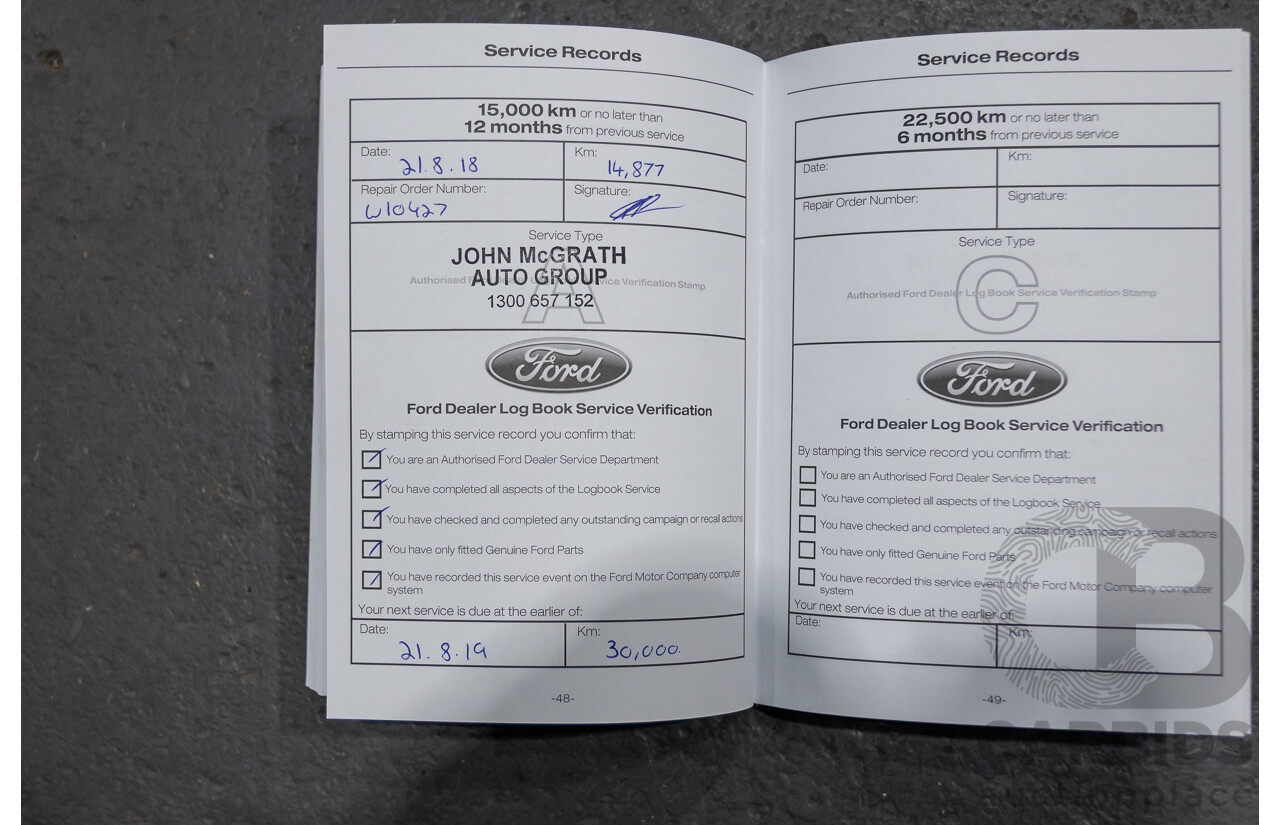 Service Records
15,000 km or no later than
12 months from previous service
Date:
21.8.18
Km:
14,877
Repair Order Number:
W10427
Signature:
Service Type
A
JOHN McGRATH
AUTO GROUP
1300 657 152
Authorised Ford Dealer Log Book Service Verification Stamp
Ford
Ford Dealer Log Book Service Verification
By stamping this service record you confirm that:
You are an Authorised Ford Dealer Service Department
You have completed all aspects of the Logbook Service
You have checked and completed any outstanding campaign or recall actions
You have only fitted Genuine Ford Parts
You have recorded this service event on the Ford Motor Company computer
system
Your next service is due at the earlier of:
Date:
21.8.19
Km:
30,000.
-48-
Service Records
22,500 km or no later than
6 months from previous service
Date:
Km:
Repair Order Number:
Signature:
Service Type
C
Authorised Ford Dealer Log Book Service Verification Stamp
Ford
Ford Dealer Log Book Service Verification
By stamping this service record you confirm that:
You are an Authorised Ford Dealer Service Department
You have completed all aspects of the Logbook Service
You have checked and completed any outstanding campaign or recall actions
You have only fitted Genuine Ford Parts
You have recorded this service event on the Ford Motor Company computer
system
Your next service is due at the earlier of:
Date:
Km:
-49-
CARBIDS
auctionplace